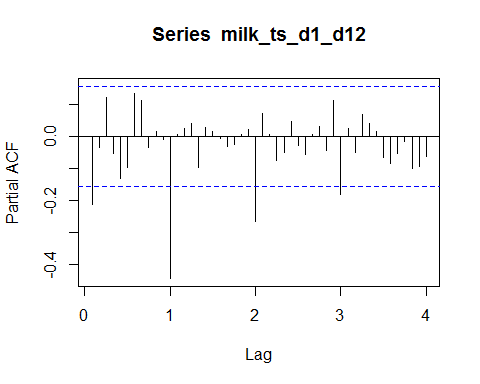 Series milk_ts_d1_d12
Partial ACF
0.0
-0.2
-0.4
0 1 2 3 4
Lag